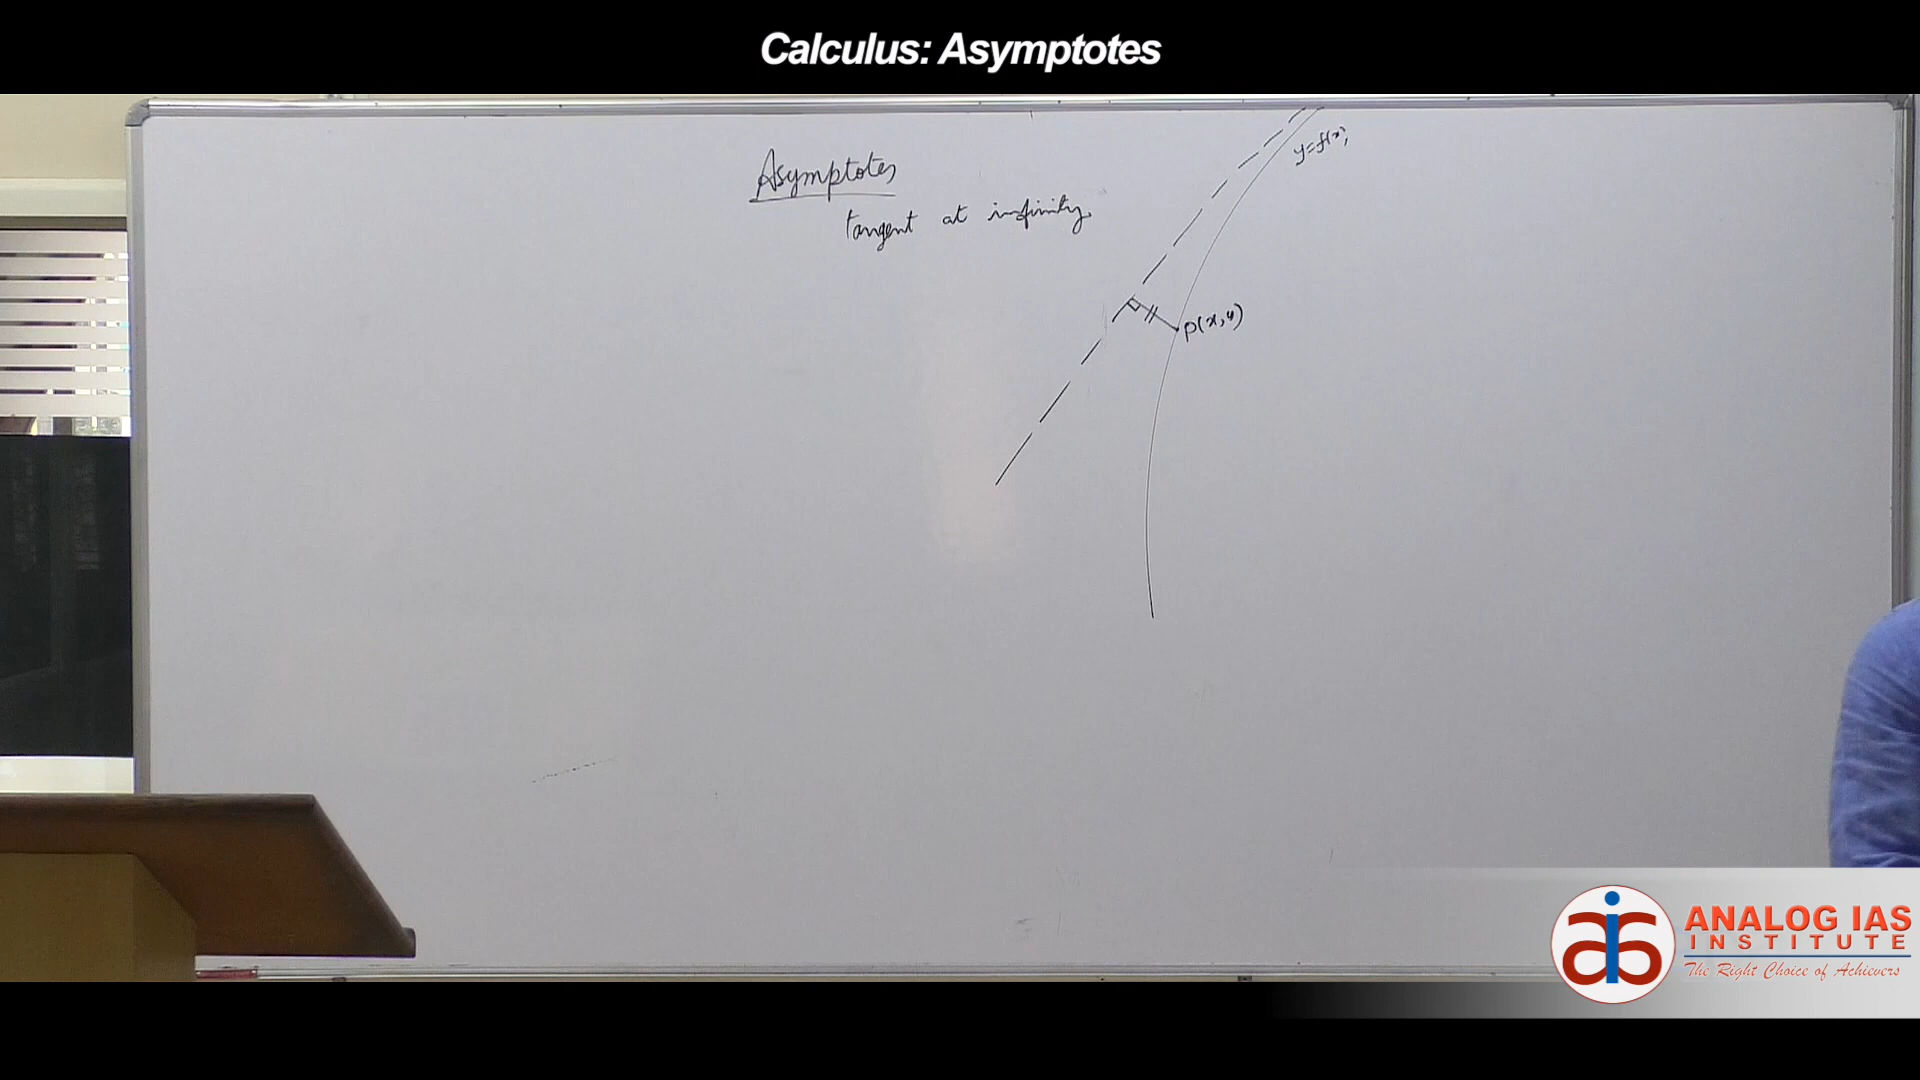 Calculus: Asymptotes
Asymptotes
tangent at infinity
y=f(x)
P(x,y)
ANALOG IAS
INSTITUTE
The Right Choice of Achievers